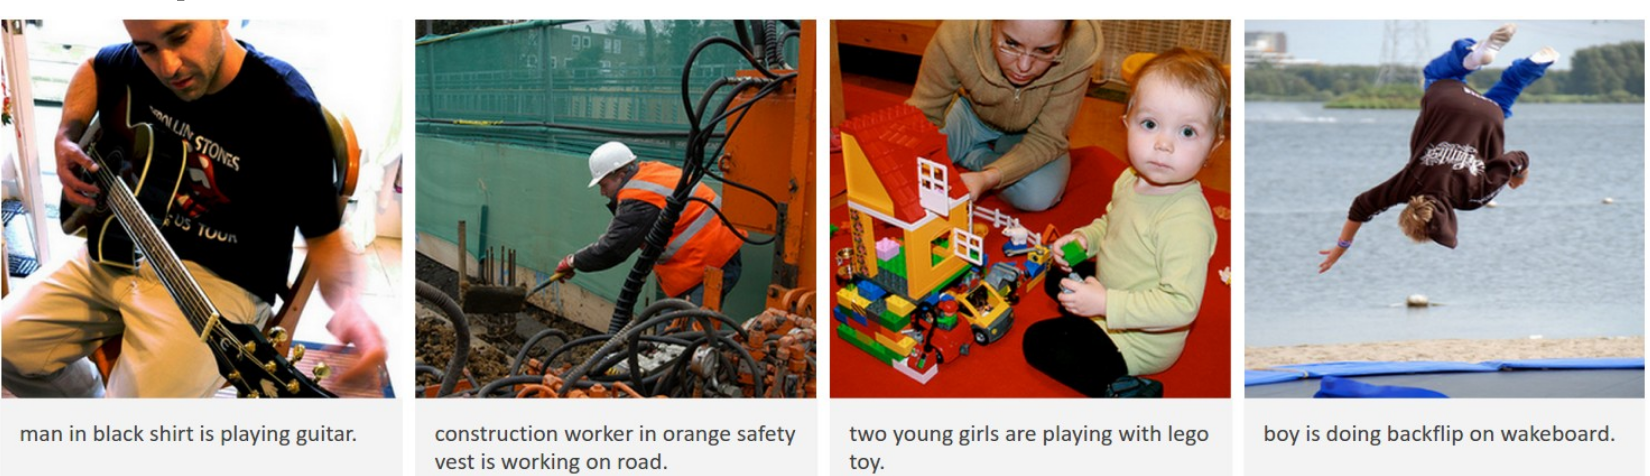 ROLLIN STONES
US TOUR
man in black shirt is playing guitar.
construction worker in orange safety
vest is working on road.
two young girls are playing with lego
toy.
boy is doing backflip on wakeboard.